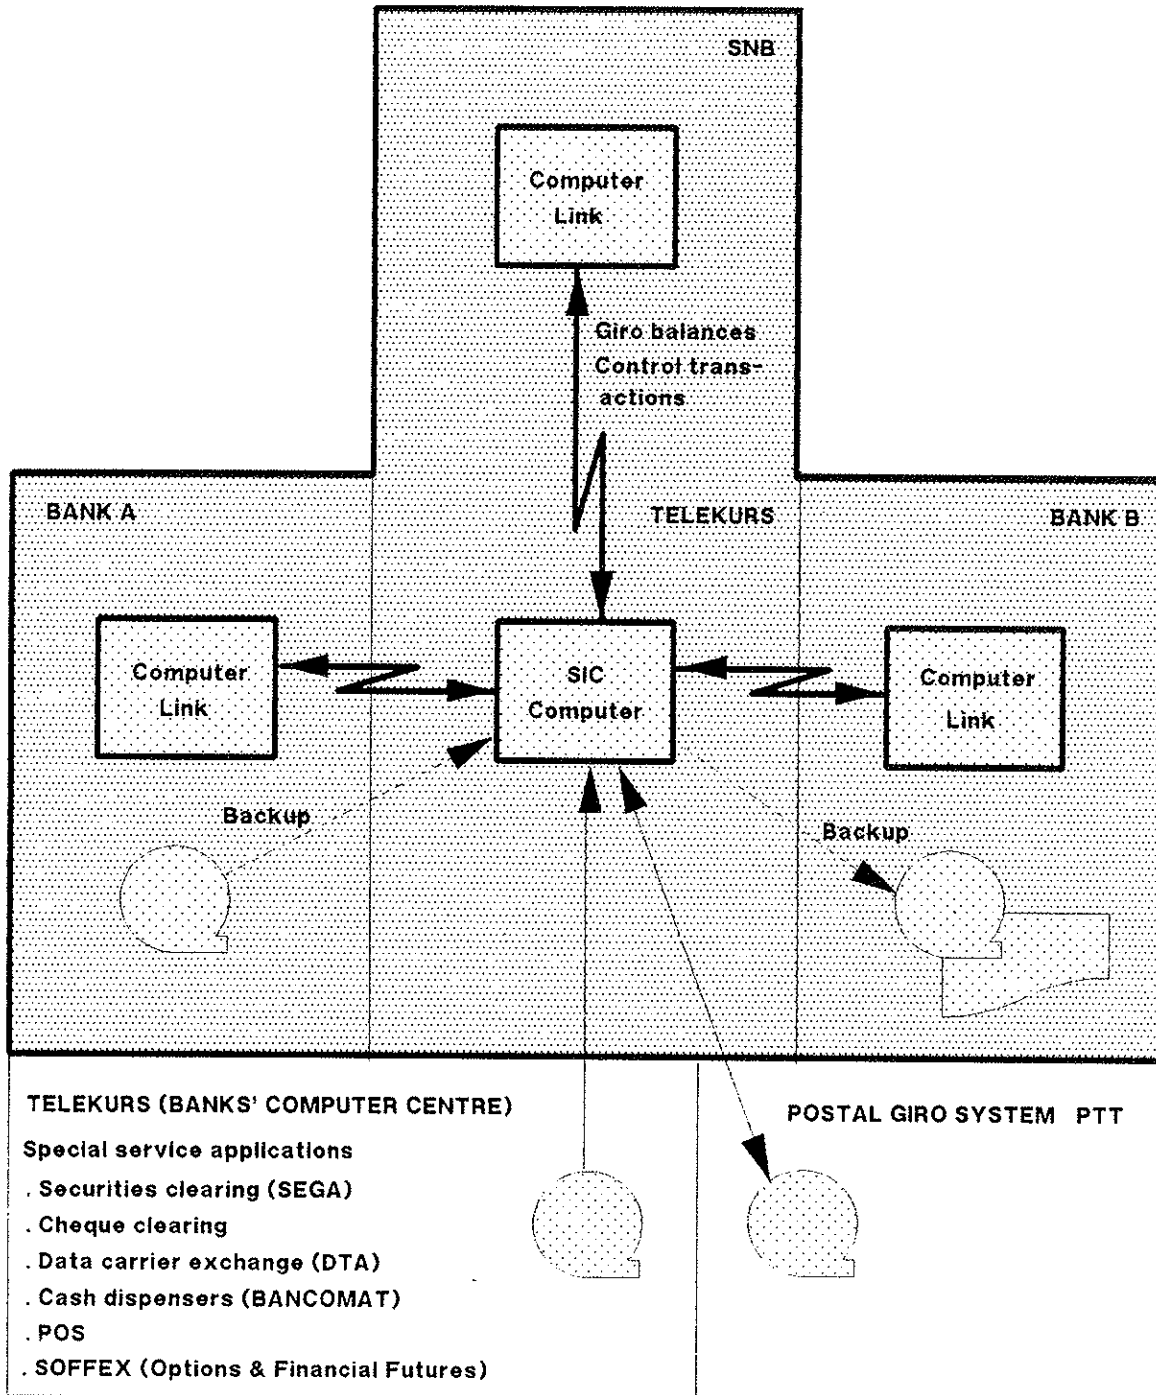 SNB
Computer
Link
Giro balances
Control trans-
actions
BANK A
TELEKURS
BANK B
Computer
Link
SIC
Computer
Computer
Link
Backup
Backup
TELEKURS (BANKS' COMPUTER CENTRE)
POSTAL GIRO SYSTEM PTT
Special service applications
. Securities clearing (SEGA)
. Cheque clearing
. Data carrier exchange (DTA)
. Cash dispensers (BANCOMAT)
. POS
. SOFFEX (Options & Financial Futures)